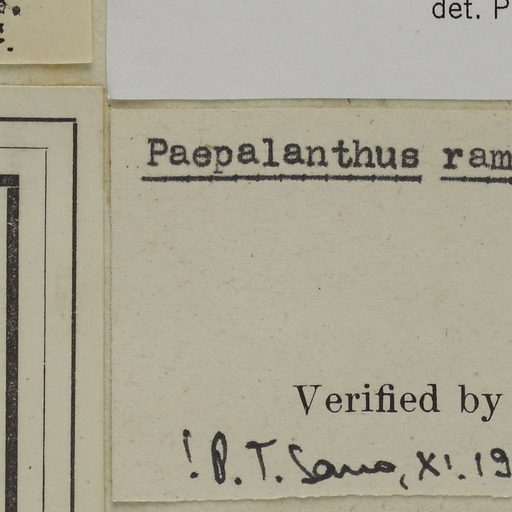 det. P
Paepalanthus ram
Verified by
! P. T. Sano, XI. 19